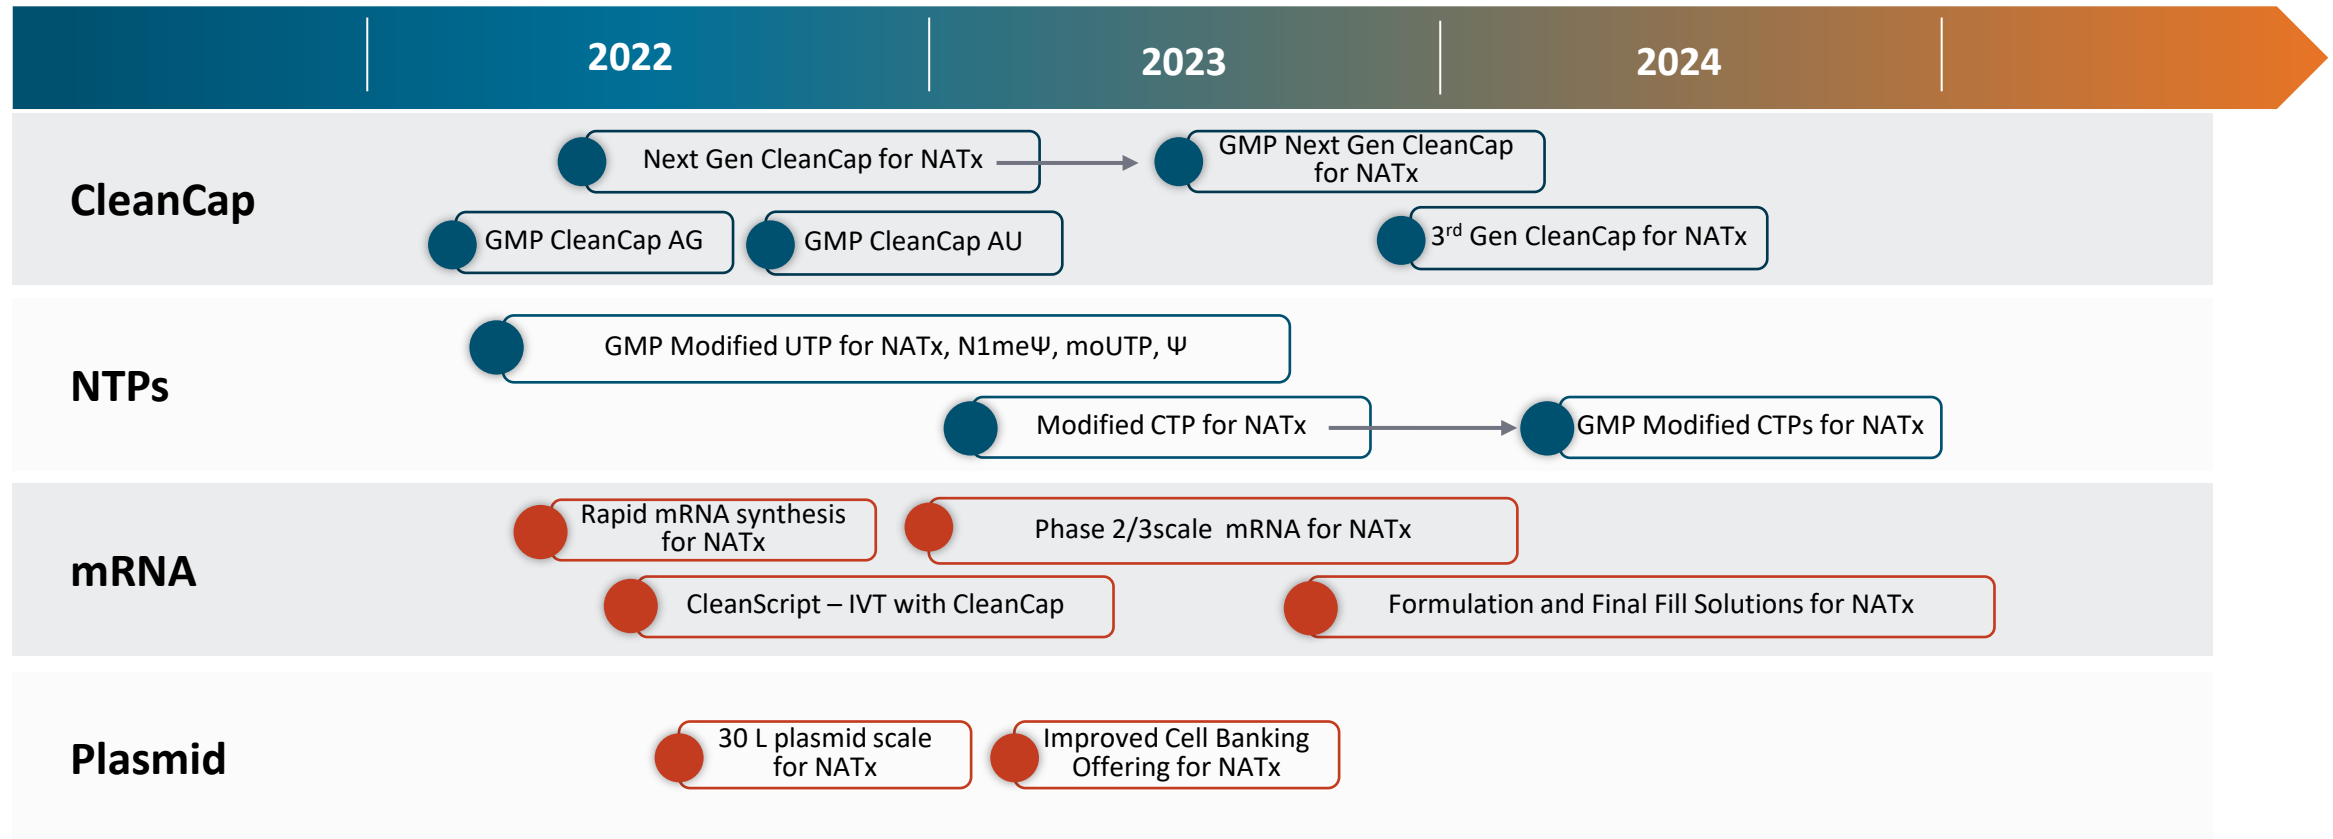 2022
2023
2024
CleanCap
Next Gen CleanCap for NATx
GMP Next Gen CleanCap
for NATx
GMP CleanCap AG
GMP CleanCap AU
3rd Gen CleanCap for NATx
NTPs
GMP Modified UTP for NATx, N1meΨ, moUTP, Ψ
Modified CTP for NATx
GMP Modified CTPs for NATx
mRNA
Rapid mRNA synthesis
for NATx
Phase 2/3scale  mRNA for NATx
CleanScript – IVT with CleanCap
Formulation and Final Fill Solutions for NATx
Plasmid
30 L plasmid scale
for NATx
Improved Cell Banking
Offering for NATx